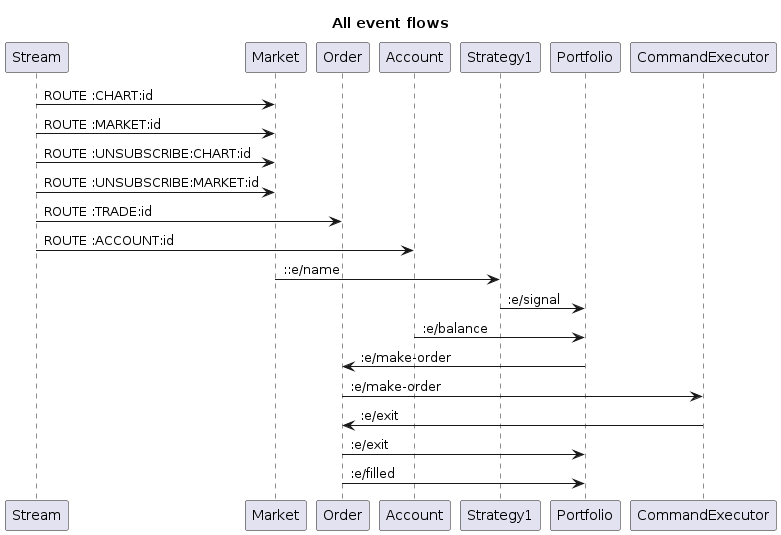 All event flows
Stream Market Order Account Strategy1 Portfolio CommandExecutor
ROUTE :CHART:id
ROUTE :MARKET:id
ROUTE :UNSUBSCRIBE:CHART:id
ROUTE :UNSUBSCRIBE:MARKET:id
ROUTE :TRADE:id
ROUTE :ACCOUNT:id
::e/name
:e/signal
:e/balance
:e/make-order
:e/make-order
:e/exit
:e/exit
:e/filled
Stream Market Order Account Strategy1 Portfolio CommandExecutor